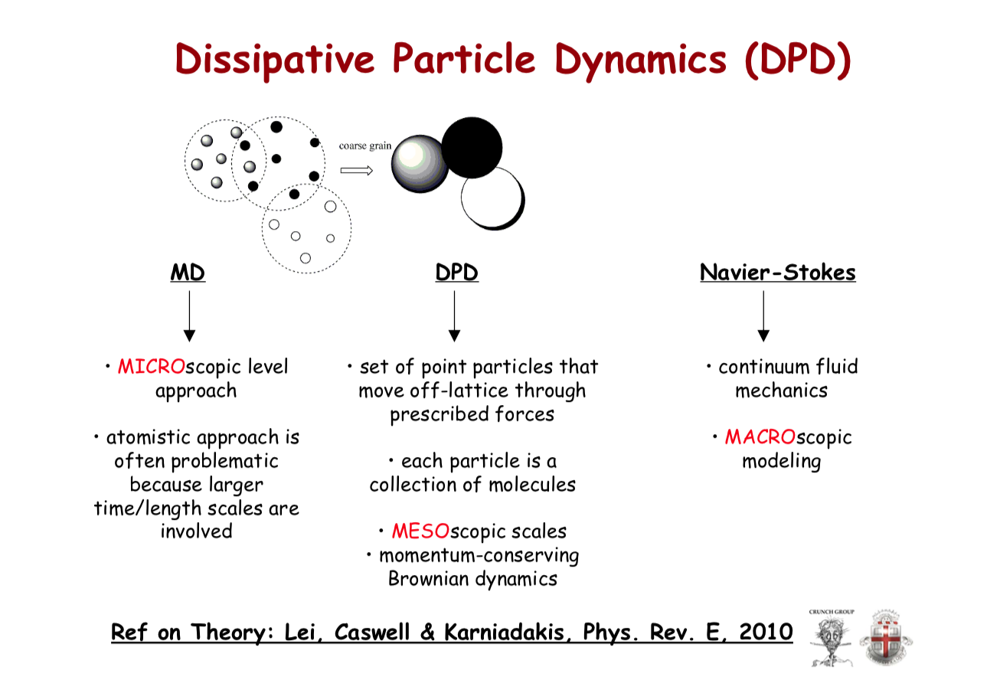 Dissipative Particle Dynamics (DPD)
coarse grain
MD
• MICROscopic level
approach
• atomistic approach is
often problematic
because larger
time/length scales are
involved
DPD
• set of point particles that
move off-lattice through
prescribed forces
• each particle is a
collection of molecules
• MESOscopic scales
• momentum-conserving
Brownian dynamics
Navier-Stokes
• continuum fluid
mechanics
• MACROscopic
modeling
Ref on Theory: Lei, Caswell & Karniadakis, Phys. Rev. E, 2010
CRUNCH GROUP